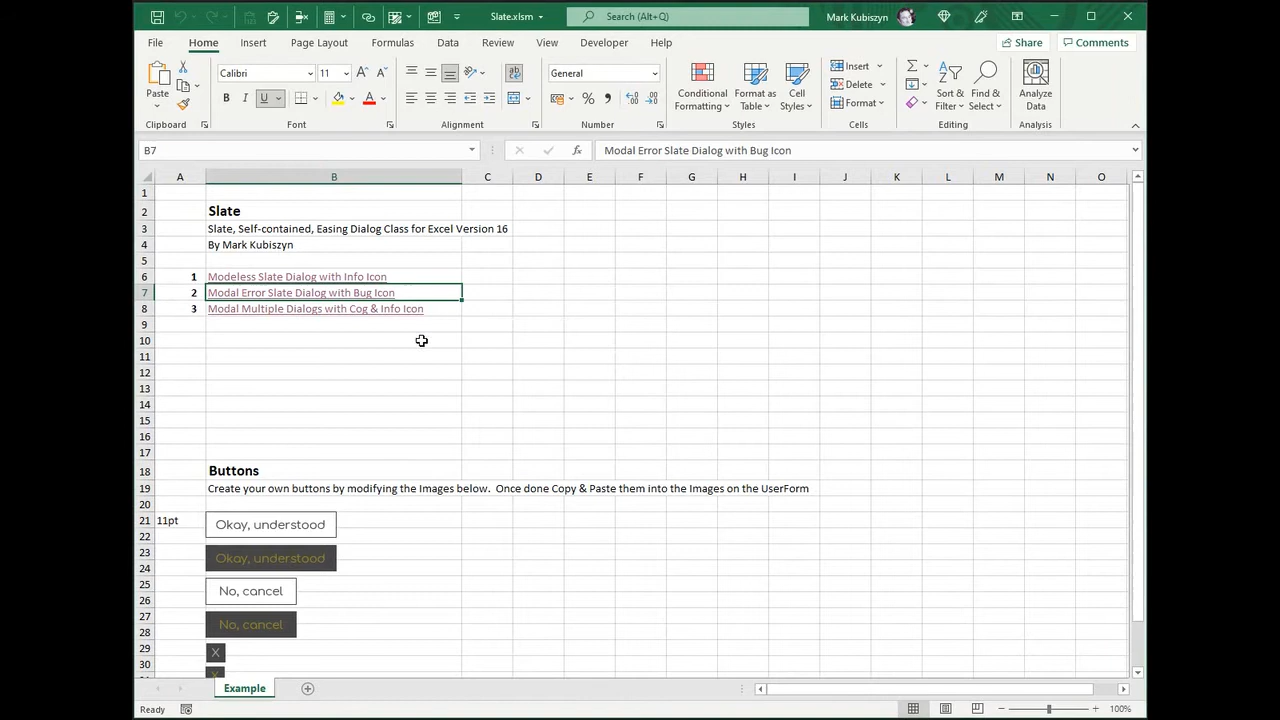 Slate.xlsm
Search (Alt+Q)
Mark Kubiszyn
File Home Insert Page Layout Formulas Data Review View Developer Help Share Comments
Paste
Calibri 11
B I U
General
Conditional Formatting
Format as Table
Cell Styles
Insert
Delete
Format
Sort & Filter
Find & Select
Analyze Data
Clipboard Font Alignment Number Styles Cells Editing Analysis
B7 fx Modal Error Slate Dialog with Bug Icon
A B C D E F G H I J K L M N O
1
2 Slate
3 Slate, Self-contained, Easing Dialog Class for Excel Version 16
4 By Mark Kubiszyn
5
6 1 Modeless Slate Dialog with Info Icon
7 2 Modal Error Slate Dialog with Bug Icon
8 3 Modal Multiple Dialogs with Cog & Info Icon
9
10
11
12
13
14
15
16
17
18 Buttons
19 Create your own buttons by modifying the Images below. Once done Copy & Paste them into the Images on the UserForm
20
21 11pt Okay, understood
22
23 Okay, understood
24
25 No, cancel
26
27 No, cancel
28
29 X
30 X
Example
Ready 100%